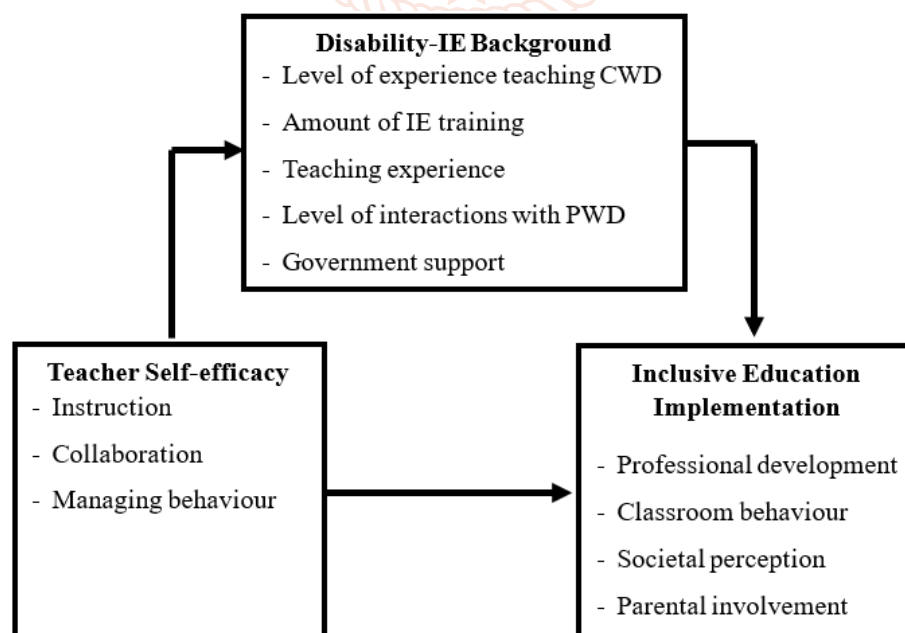 Disability-IE Background
- Level of experience teaching CWD
- Amount of IE training
- Teaching experience
- Level of interactions with PWD
- Government support
Teacher Self-efficacy
- Instruction
- Collaboration
- Managing behaviour
Inclusive Education
Implementation
- Professional development
- Classroom behaviour
- Societal perception
- Parental involvement